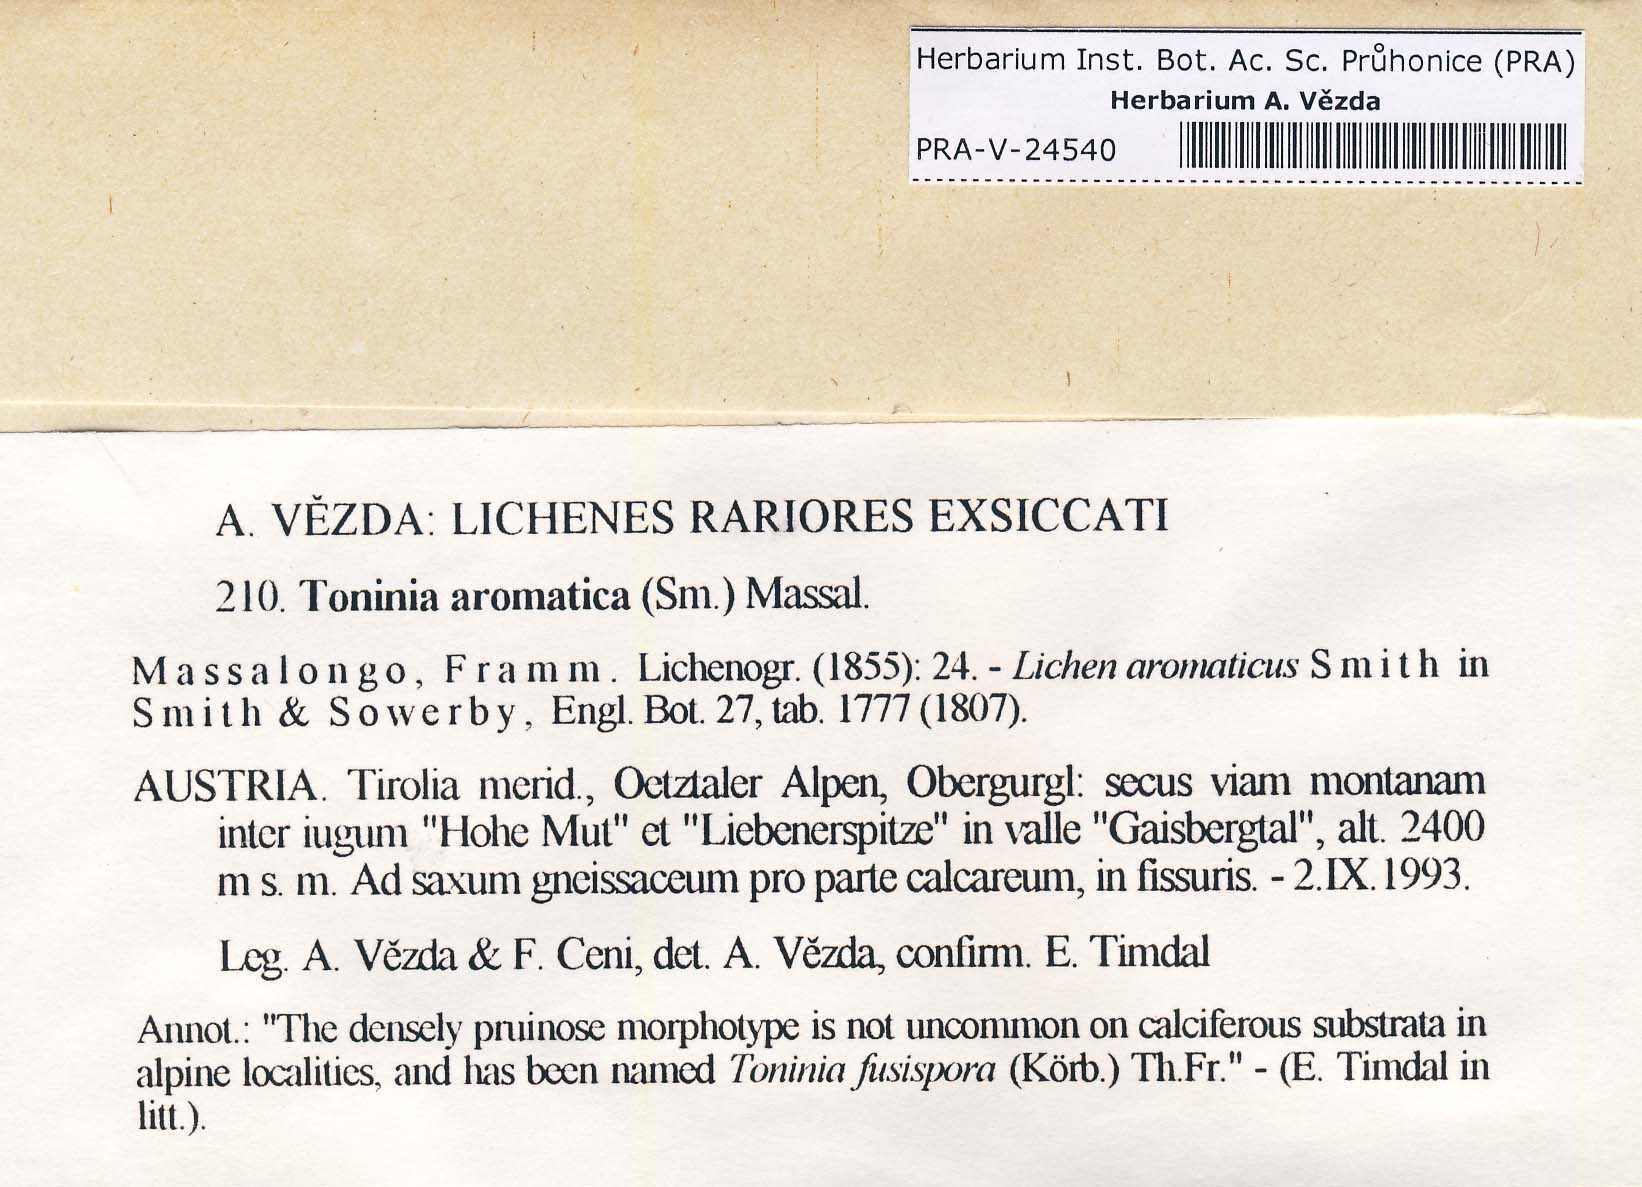 Herbarium Inst. Bot. Ac. Sc. Průhonice (PRA)
Herbarium A. Vězda
PRA-V-24540
A. VĚZDA: LICHENES RARIORES EXSICCATI
210. Toninia aromatica (Sm.) Massal.
Massalongo, Framm. Lichenogr. (1855): 24. - Lichen aromaticus Smith in
Smith & Sowerby, Engl. Bot. 27, tab. 1777 (1807).
AUSTRIA. Tirolia merid., Oetztaler Alpen, Obergurgl: secus viam montanam
inter iugum "Hohe Mut" et "Liebenerspitze" in valle "Gaisbergtal", alt. 2400
m s. m. Ad saxum gneissaceum pro parte calcareum, in fissuris. - 2.IX.1993.
Leg. A. Vězda & F. Ceni, det. A. Vězda, confirm. E. Timdal
Annot.: "The densely pruinose morphotype is not uncommon on calciferous substrata in
alpine localities, and has been named Toninia fusispora (Körb.) Th.Fr." - (E. Timdal in
litt.).